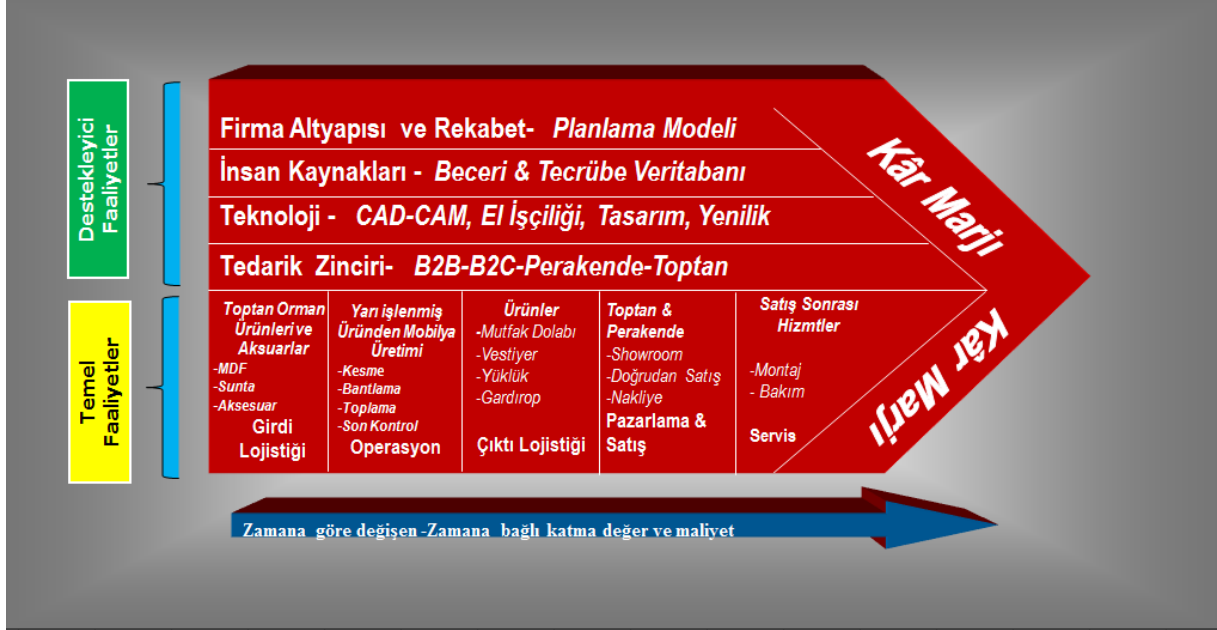 Destekleyici
Faaliyetler
Firma Altyapısı ve Rekabet- Planlama Modeli
İnsan Kaynakları - Beceri & Tecrübe Veritabanı
Teknoloji - CAD-CAM, El İşçiliği, Tasarım, Yenilik
Tedarik Zinciri- B2B-B2C-Perakende-Toptan
Kâr Marjı
Kâr Marjı
Temel
Faaliyetler
Toptan Orman
Ürünleri ve
Aksuarlar
-MDF
-Sunta
-Aksesuar
Girdi
Lojistiği
Yarı işlenmiş
Üründen Mobilya
Üretimi
-Kesme
-Bantlama
-Toplama
-Son Kontrol
Operasyon
Ürünler
-Mutfak Dolabı
-Vestiyer
-Yüklük
-Gardırop
Çıktı Lojistiği
Toptan &
Perakende
-Showroom
-Doğrudan Satış
-Nakliye
Pazarlama &
Satış
Satış Sonrası
Hizmtler
-Montaj
- Bakım
Servis
Zamana göre değişen -Zamana bağlı katma değer ve maliyet